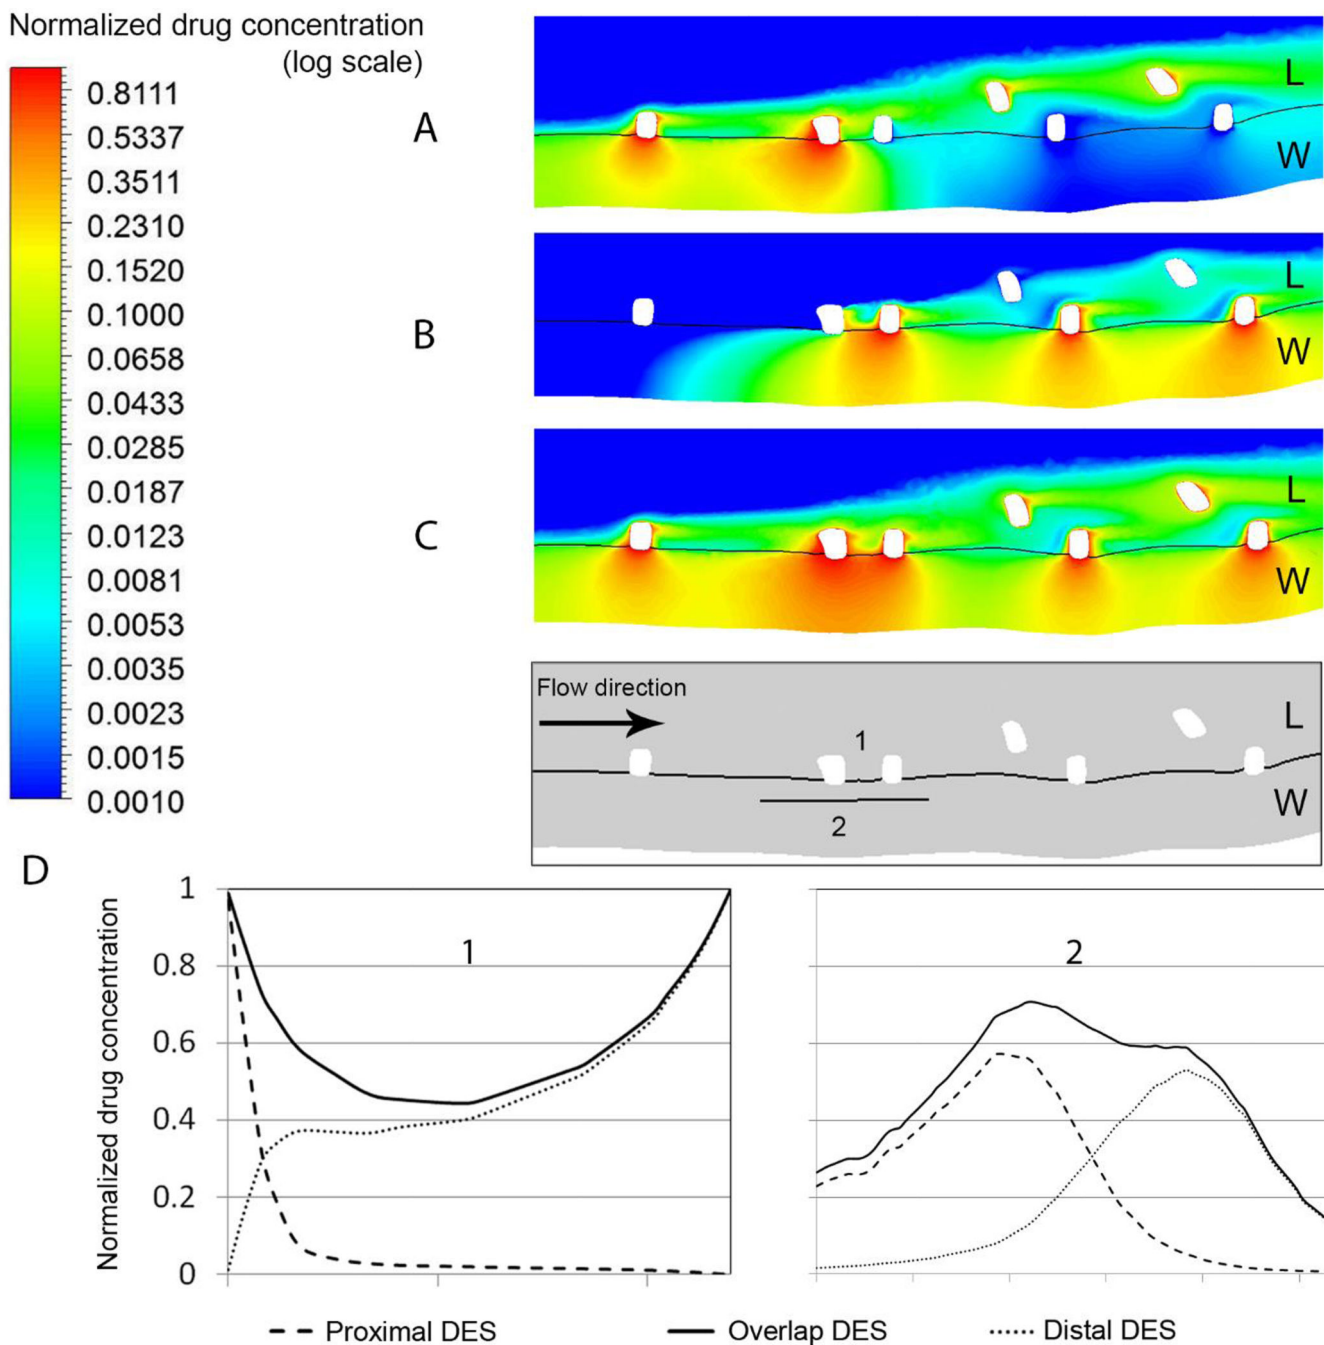 Normalized drug concentration
(log scale)
0.8111
0.5337
0.3511
0.2310
0.1520
0.1000
0.0658
0.0433
0.0285
0.0187
0.0123
0.0081
0.0053
0.0035
0.0023
0.0015
0.0010
A
L
W
B
L
W
C
L
W
Flow direction
1
L
2
W
D
Normalized drug concentration
1
0.8
0.6
0.4
0.2
0
1
2
Proximal DES
Overlap DES
Distal DES